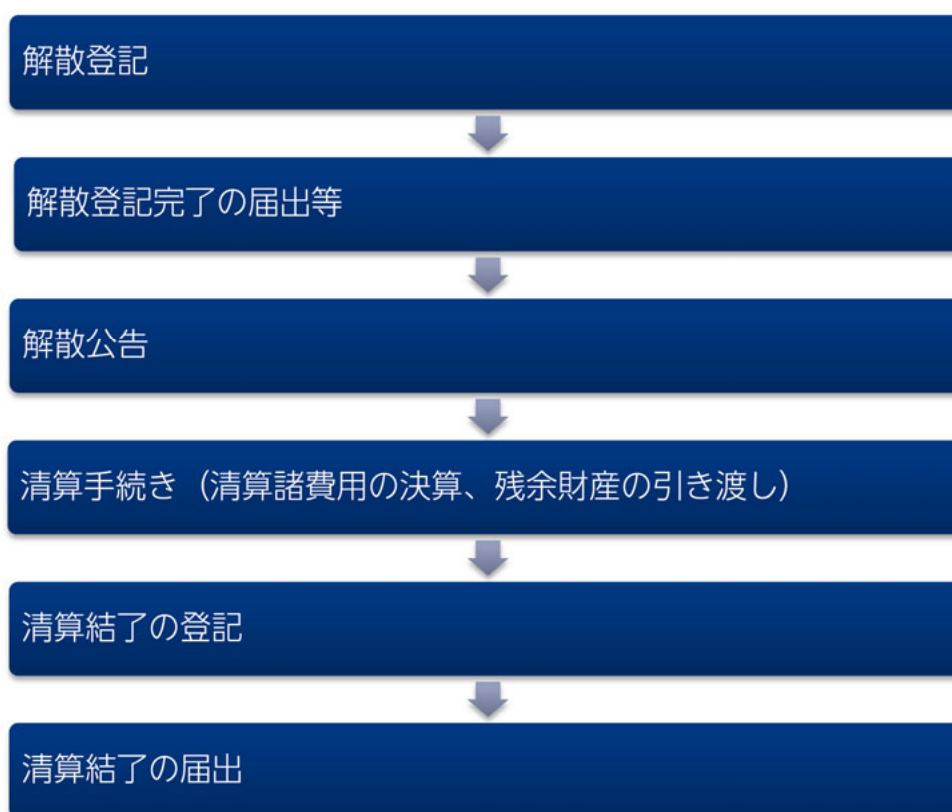 解散登記
解散登記完了の届出等
解散公告
清算手続き（清算諸費用の決算、残余財産の引き渡し）
清算結了の登記
清算結了の届出